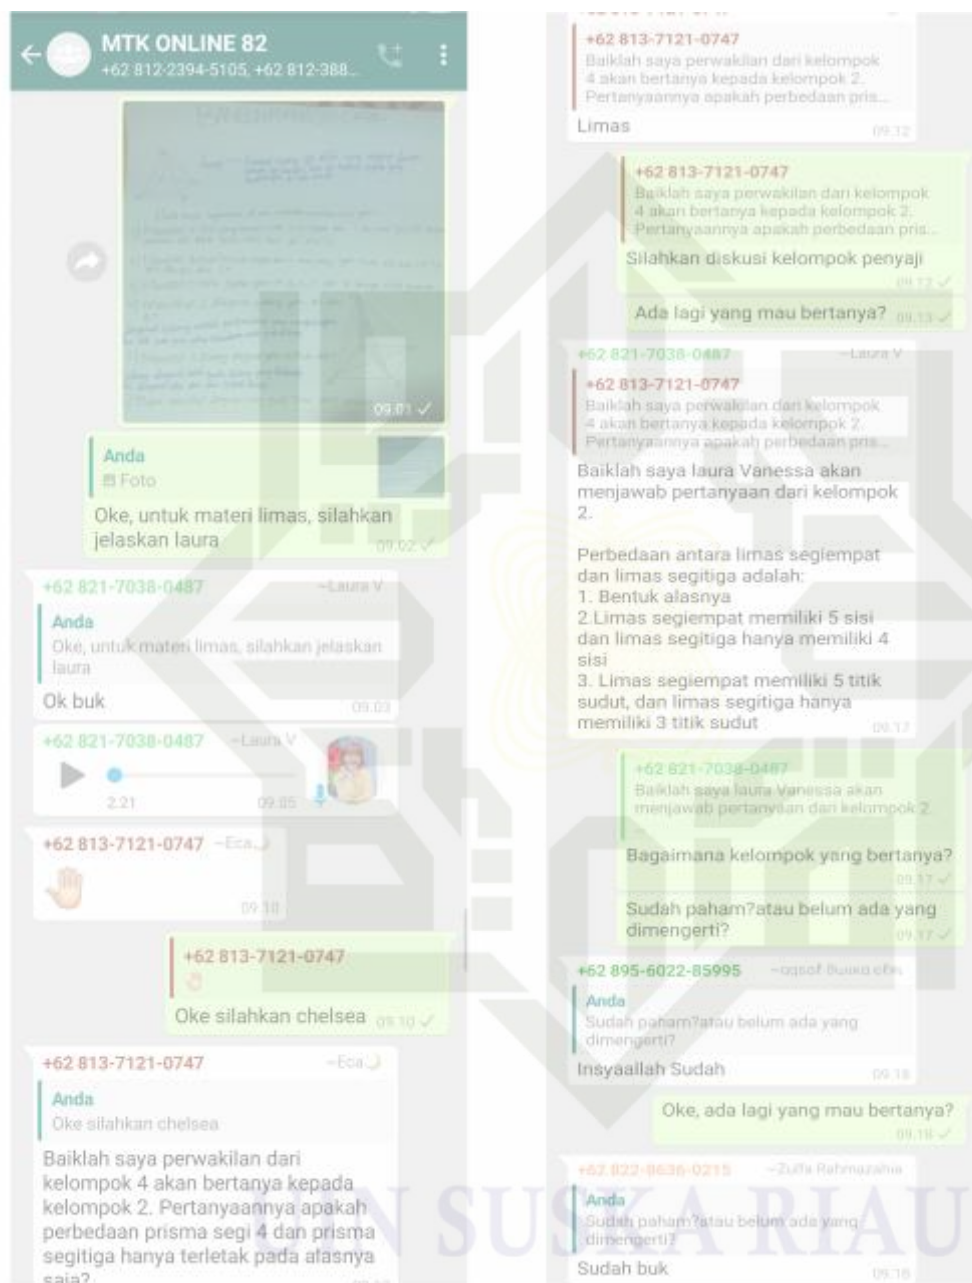 MTK ONLINE 82
+62 812-2394-5105, +62 812-388...
09.01
Anda
Foto
Oke, untuk materi limas, silahkan
jelaskan laura
09.02
+62 821-7038-0487 ~Laura V
Anda
Oke, untuk materi limas, silahkan jelaskan
laura
Ok buk
09.03
+62 821-7038-0487 ~Laura V
2.21 09.05
+62 813-7121-0747 ~Eca
09.10
+62 813-7121-0747
Oke silahkan chelsea
09.10
+62 813-7121-0747 ~Eca
Anda
Oke silahkan chelsea
Baiklah saya perwakilan dari
kelompok 4 akan bertanya kepada
kelompok 2. Pertanyaannya apakah
perbedaan prisma segi 4 dan prisma
segitiga hanya terletak pada alasnya
saja?
+62 813-7121-0747
Baiklah saya perwakilan dari kelompok
4 akan bertanya kepada kelompok 2.
Pertanyaannya apakah perbedaan pris...
Limas
09.12
+62 813-7121-0747
Baiklah saya perwakilan dari kelompok
4 akan bertanya kepada kelompok 2.
Pertanyaannya apakah perbedaan pris...
Silahkan diskusi kelompok penyaji
09.12
Ada lagi yang mau bertanya?
09.13
+62 821-7038-0487 ~Laura V
+62 813-7121-0747
Baiklah saya perwakilan dari kelompok
4 akan bertanya kepada kelompok 2.
Pertanyaannya apakah perbedaan pris...
Baiklah saya laura Vanessa akan
menjawab pertanyaan dari kelompok
2.
Perbedaan antara limas segiempat
dan limas segitiga adalah:
1. Bentuk alasnya
2.Limas segiempat memiliki 5 sisi
dan limas segitiga hanya memiliki 4
sisi
3. Limas segiempat memiliki 5 titik
sudut, dan limas segitiga hanya
memiliki 3 titik sudut
09.17
+62 821-7038-0487
Baiklah saya laura Vanessa akan
menjawab pertanyaan dari kelompok 2.
Bagaimana kelompok yang bertanya?
09.17
Sudah paham?atau belum ada yang
dimengerti?
09.17
+62 895-6022-85995
Anda
Sudah paham?atau belum ada yang
dimengerti?
Insyaallah Sudah
09.18
Oke, ada lagi yang mau bertanya?
09.18
+62 822-8636-0215 ~Zulfa Rahmazahia
Anda
Sudah paham?atau belum ada yang
dimengerti?
Sudah buk
09.18
UIN SUSKA RIAU